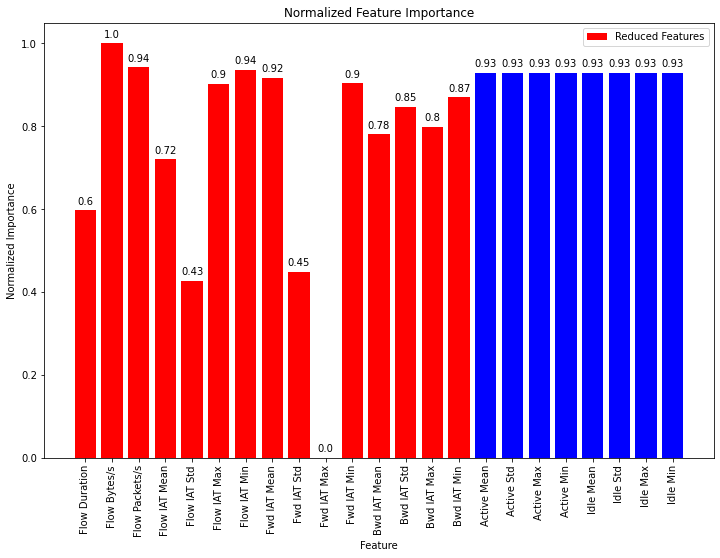 Normalized Feature Importance
Reduced Features
Normalized Importance
1.0
0.8
0.6
0.4
0.2
0.0
0.6
1.0
0.94
0.72
0.43
0.9
0.94
0.92
0.45
0.0
0.9
0.78
0.85
0.8
0.87
0.93
0.93
0.93
0.93
0.93
0.93
0.93
0.93
Flow Duration
Flow Bytes/s
Flow Packets/s
Flow IAT Mean
Flow IAT Std
Flow IAT Max
Flow IAT Min
Fwd IAT Mean
Fwd IAT Std
Fwd IAT Max
Fwd IAT Min
Bwd IAT Mean
Bwd IAT Std
Bwd IAT Max
Bwd IAT Min
Active Mean
Active Std
Active Max
Active Min
Idle Mean
Idle Std
Idle Max
Idle Min
Feature